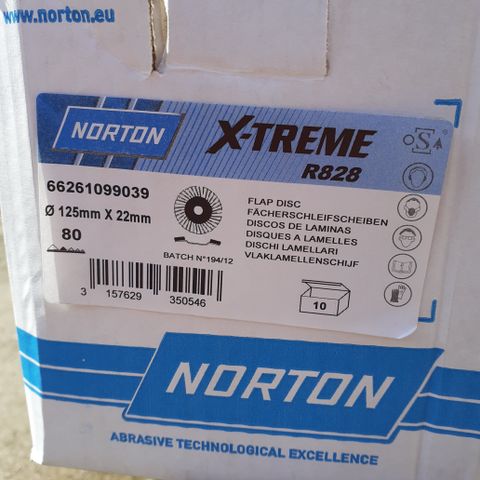 www.norton.eu
NORTON
X-TREME
R828
oSA
66261099039
Ø 125mm X 22mm
80
FLAP DISC
FÄCHERSCHLEIFSCHEIBEN
DISCOS DE LAMINAS
DISQUES A LAMELLES
DISCHI LAMELLARI
VLAKLAMELLENSCHIJF
BATCH N°194/12
3 157629 350546
10
NORTON
ABRASIVE TECHNOLOGICAL EXCELLENCE